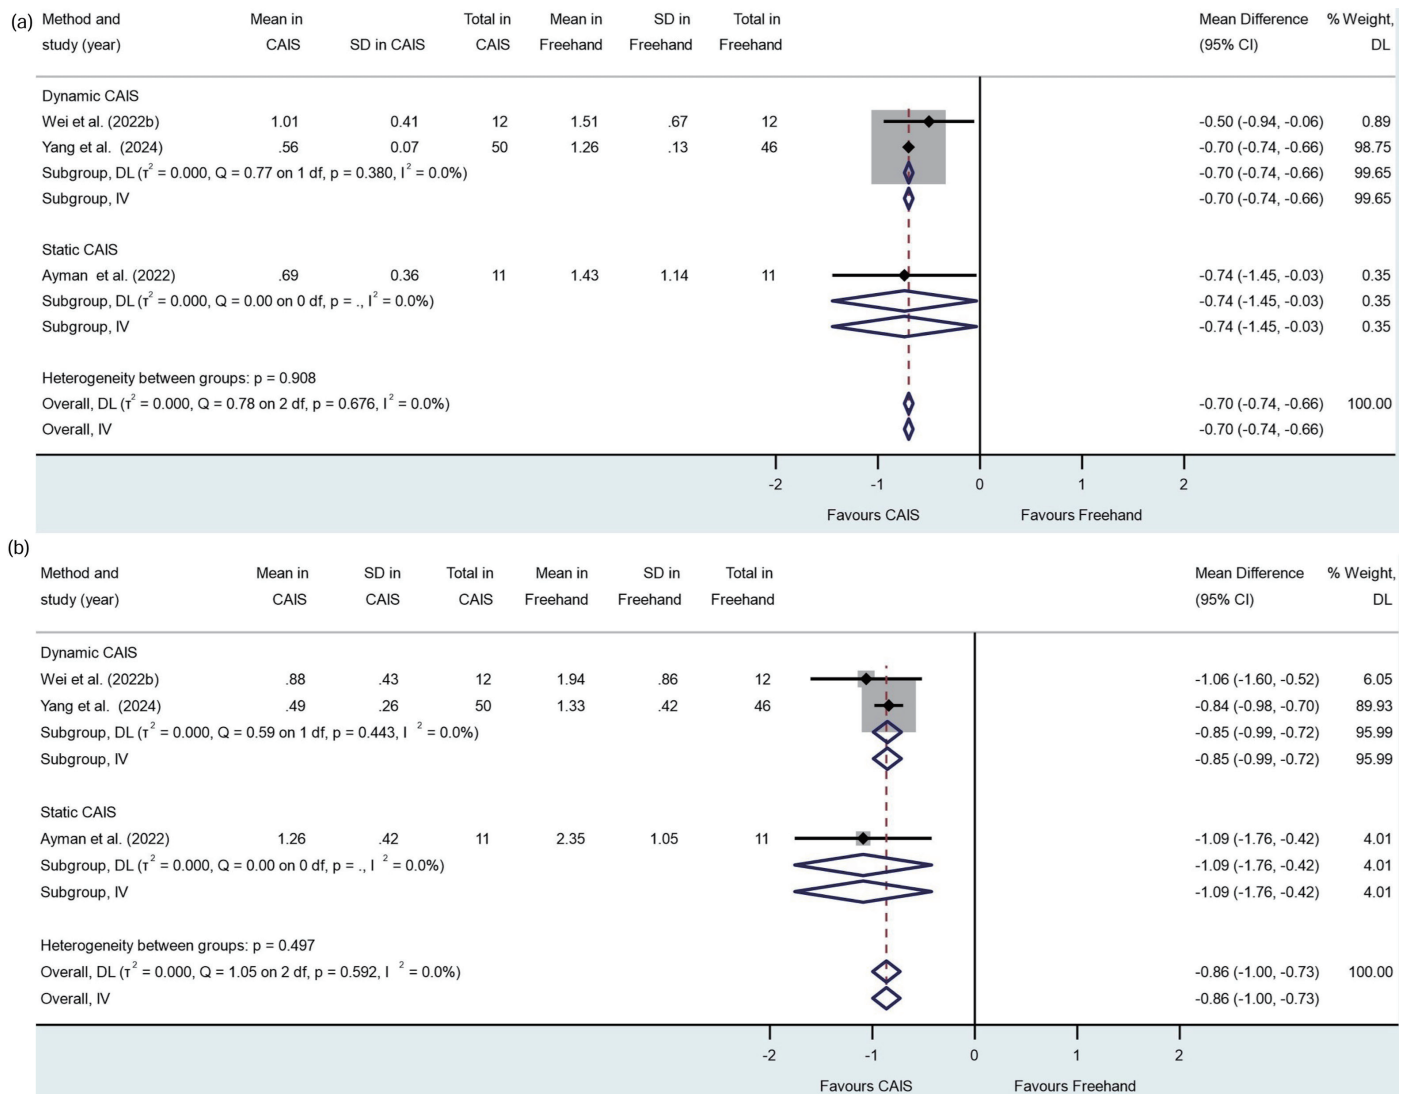 (a)
Method and Mean in Total in Mean in SD in Total in Mean Difference % Weight,
study (year) CAIS SD in CAIS CAIS Freehand Freehand Freehand (95% CI) DL
Dynamic CAIS
Wei et al. (2022b) 1.01 0.41 12 1.51 .67 12 -0.50 (-0.94, -0.06) 0.89
Yang et al. (2024) .56 0.07 50 1.26 .13 46 -0.70 (-0.74, -0.66) 98.75
Subgroup, DL (τ² = 0.000, Q = 0.77 on 1 df, p = 0.380, I² = 0.0%) -0.70 (-0.74, -0.66) 99.65
Subgroup, IV -0.70 (-0.74, -0.66) 99.65
Static CAIS
Ayman et al. (2022) .69 0.36 11 1.43 1.14 11 -0.74 (-1.45, -0.03) 0.35
Subgroup, DL (τ² = 0.000, Q = 0.00 on 0 df, p = ., I² = 0.0%) -0.74 (-1.45, -0.03) 0.35
Subgroup, IV -0.74 (-1.45, -0.03) 0.35
Heterogeneity between groups: p = 0.908
Overall, DL (τ² = 0.000, Q = 0.78 on 2 df, p = 0.676, I² = 0.0%) -0.70 (-0.74, -0.66) 100.00
Overall, IV -0.70 (-0.74, -0.66)
-2 -1 0 1 2
Favours CAIS Favours Freehand
(b)
Method and Mean in SD in Total in Mean in SD in Total in Mean Difference % Weight,
study (year) CAIS CAIS CAIS Freehand Freehand Freehand (95% CI) DL
Dynamic CAIS
Wei et al. (2022b) .88 .43 12 1.94 .86 12 -1.06 (-1.60, -0.52) 6.05
Yang et al. (2024) .49 .26 50 1.33 .42 46 -0.84 (-0.98, -0.70) 89.93
Subgroup, DL (τ² = 0.000, Q = 0.59 on 1 df, p = 0.443, I² = 0.0%) -0.85 (-0.99, -0.72) 95.99
Subgroup, IV -0.85 (-0.99, -0.72) 95.99
Static CAIS
Ayman et al. (2022) 1.26 .42 11 2.35 1.05 11 -1.09 (-1.76, -0.42) 4.01
Subgroup, DL (τ² = 0.000, Q = 0.00 on 0 df, p = ., I² = 0.0%) -1.09 (-1.76, -0.42) 4.01
Subgroup, IV -1.09 (-1.76, -0.42) 4.01
Heterogeneity between groups: p = 0.497
Overall, DL (τ² = 0.000, Q = 1.05 on 2 df, p = 0.592, I² = 0.0%) -0.86 (-1.00, -0.73) 100.00
Overall, IV -0.86 (-1.00, -0.73)
-2 -1 0 1 2
Favours CAIS Favours Freehand